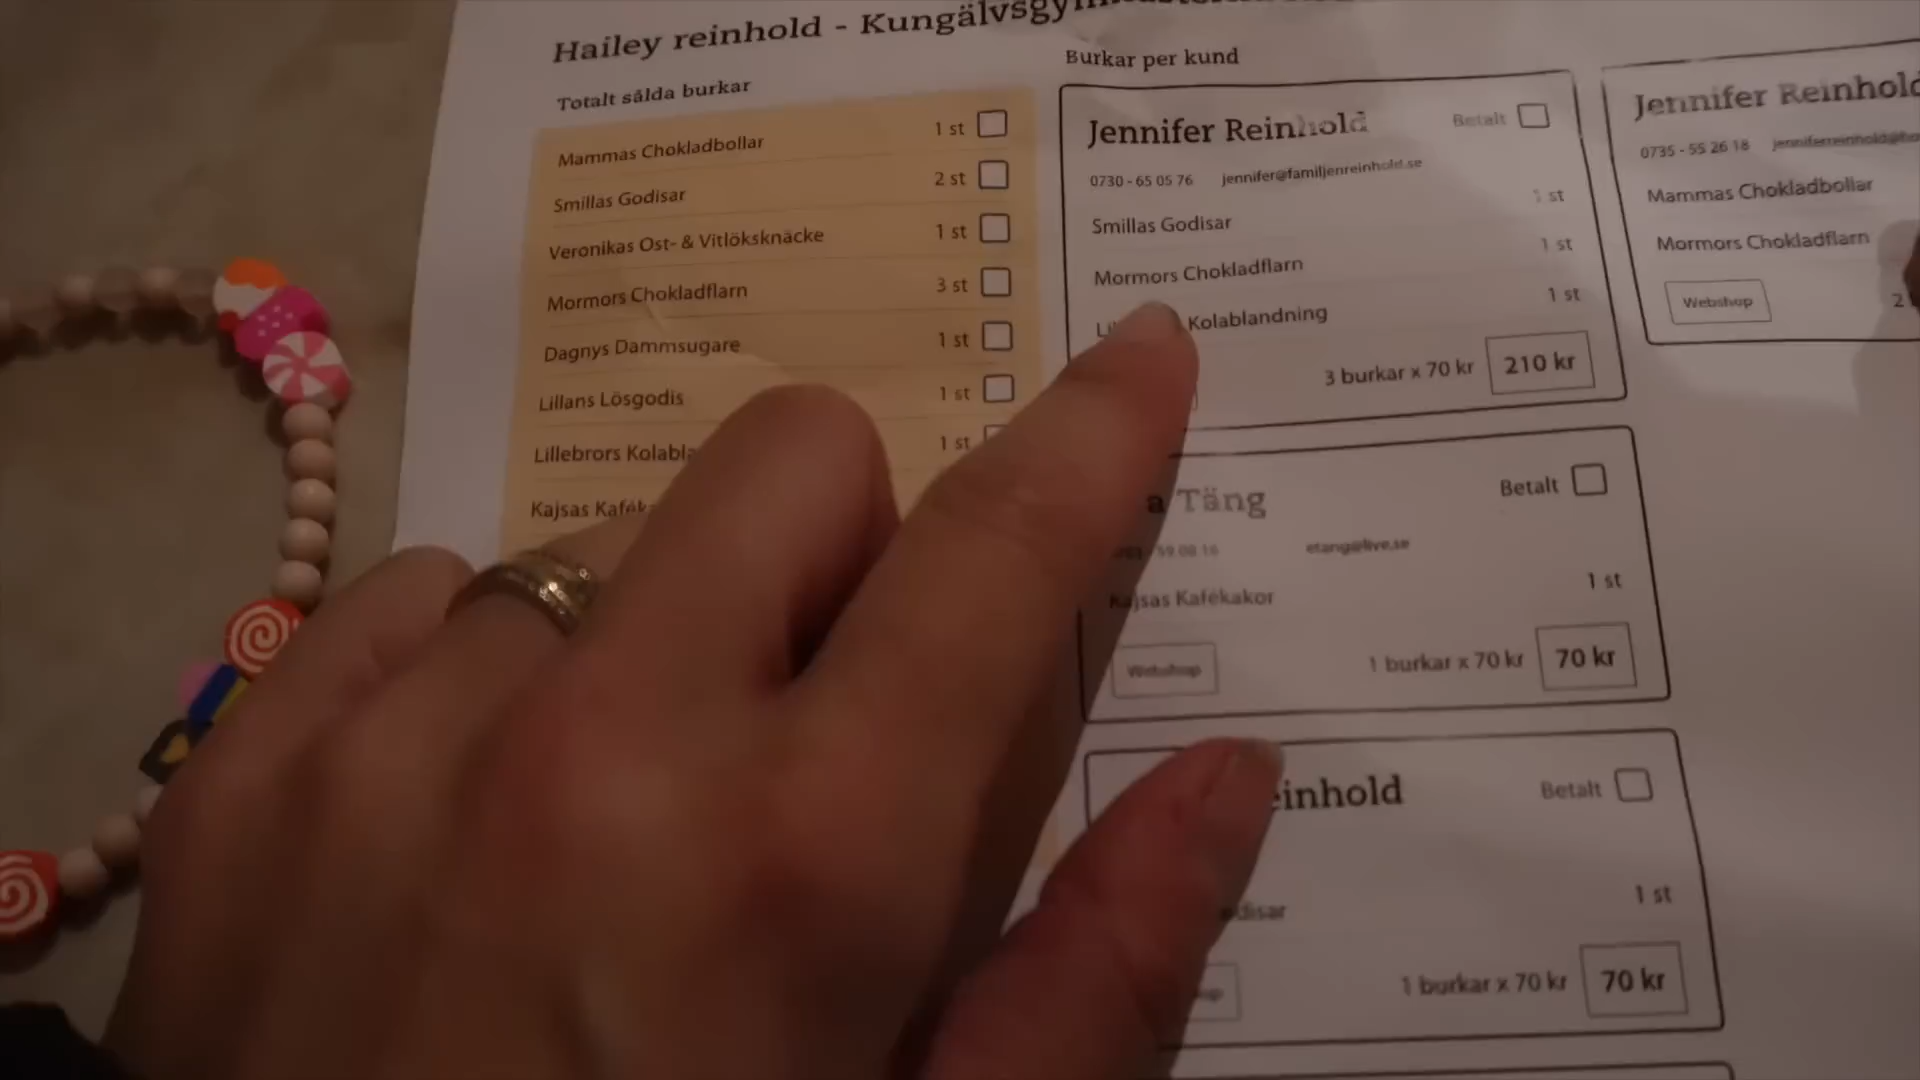 Hailey reinhold -
Totalt sålda burkar
Mammas Chokladbollar 1 st
Smillas Godisar 2 st
Veronikas Ost- & Vitlöksknäcke 1 st
Mormors Chokladflarn 3 st
Dagnys Dammsugare 1 st
Lillans Lösgodis 1 st
Lillebrors 1 st
Kajsas
Burkar per kund
Jennifer Reinhold Betalt
0730 - 65 05 76 jennifer@familjenreinhold.se
Smillas Godisar 1 st
Mormors Chokladflarn 1 st
Kolablandning 1 st
3 burkar x 70 kr 210 kr
Täng Betalt
etang@live.se
Kajsas Kafékakor 1 st
Webshop 1 burkar x 70 kr 70 kr
Betalt
1 st
1 burkar x 70 kr 70 kr
Jennifer
0735 - 55 26 18
Mammas Chokladbollar
Mormors Chokladflarn
Webshop 2